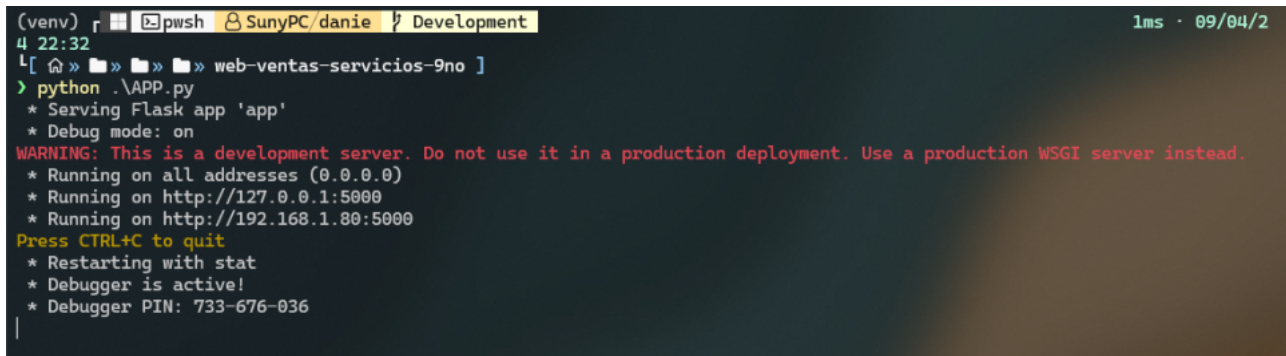 (venv) pwsh SunyPC/danie Development 1ms · 09/04/2
4 22:32
[ » » » » web-ventas-servicios-9no ]
❯ python .\APP.py
* Serving Flask app 'app'
* Debug mode: on
WARNING: This is a development server. Do not use it in a production deployment. Use a production WSGI server instead.
* Running on all addresses (0.0.0.0)
* Running on http://127.0.0.1:5000
* Running on http://192.168.1.80:5000
Press CTRL+C to quit
* Restarting with stat
* Debugger is active!
* Debugger PIN: 733-676-036